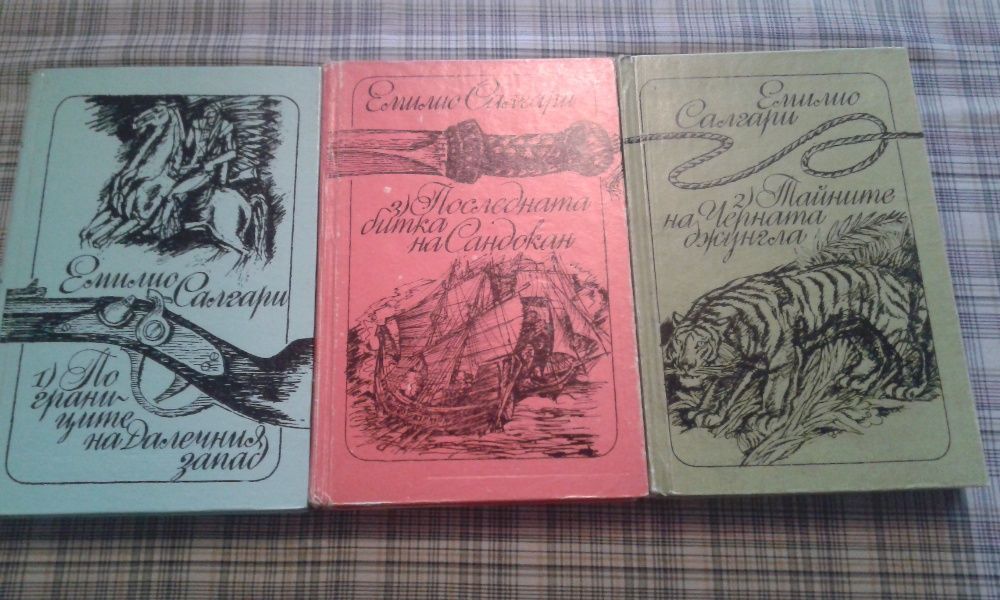 Емилио
Салгари
1) По
грани-
ците
на Далечния
запад
Емилио Салгари
3) Последната
битка
на Сандокан
Емилио
Салгари
2) Тайните
на Черната
джунгла